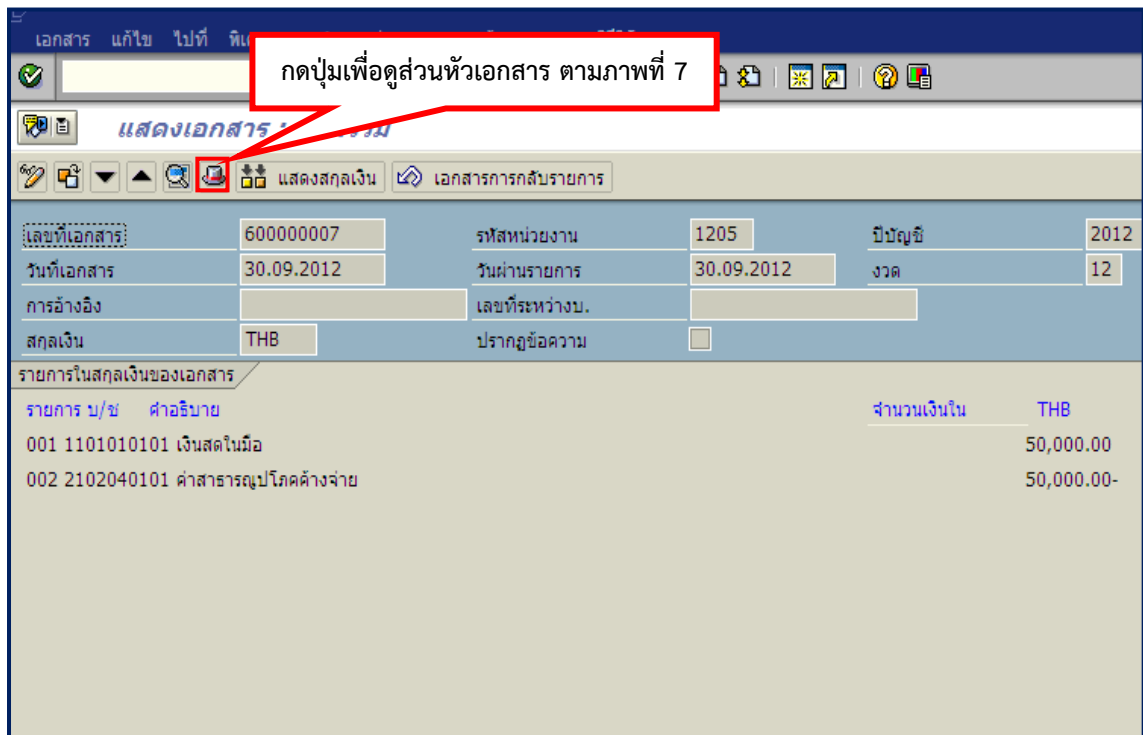 เอกสาร แก้ไข ไปที่
กดปุ่มเพื่อดูส่วนหัวเอกสาร ตามภาพที่ 7
แสดงเอกสาร :
แสดงสกุลเงิน เอกสารการกลับรายการ
เลขที่เอกสาร 600000007 รหัสหน่วยงาน 1205 ปีบัญชี 2012
วันที่เอกสาร 30.09.2012 วันผ่านรายการ 30.09.2012 งวด 12
การอ้างอิง เลขที่ระหว่างบ.
สกุลเงิน THB ปรากฏข้อความ
รายการในสกุลเงินของเอกสาร
รายการ บ/ช คำอธิบาย จำนวนเงินใน THB
001 1101010101 เงินสดในมือ 50,000.00
002 2102040101 ค่าสาธารณูปโภคค้างจ่าย 50,000.00-